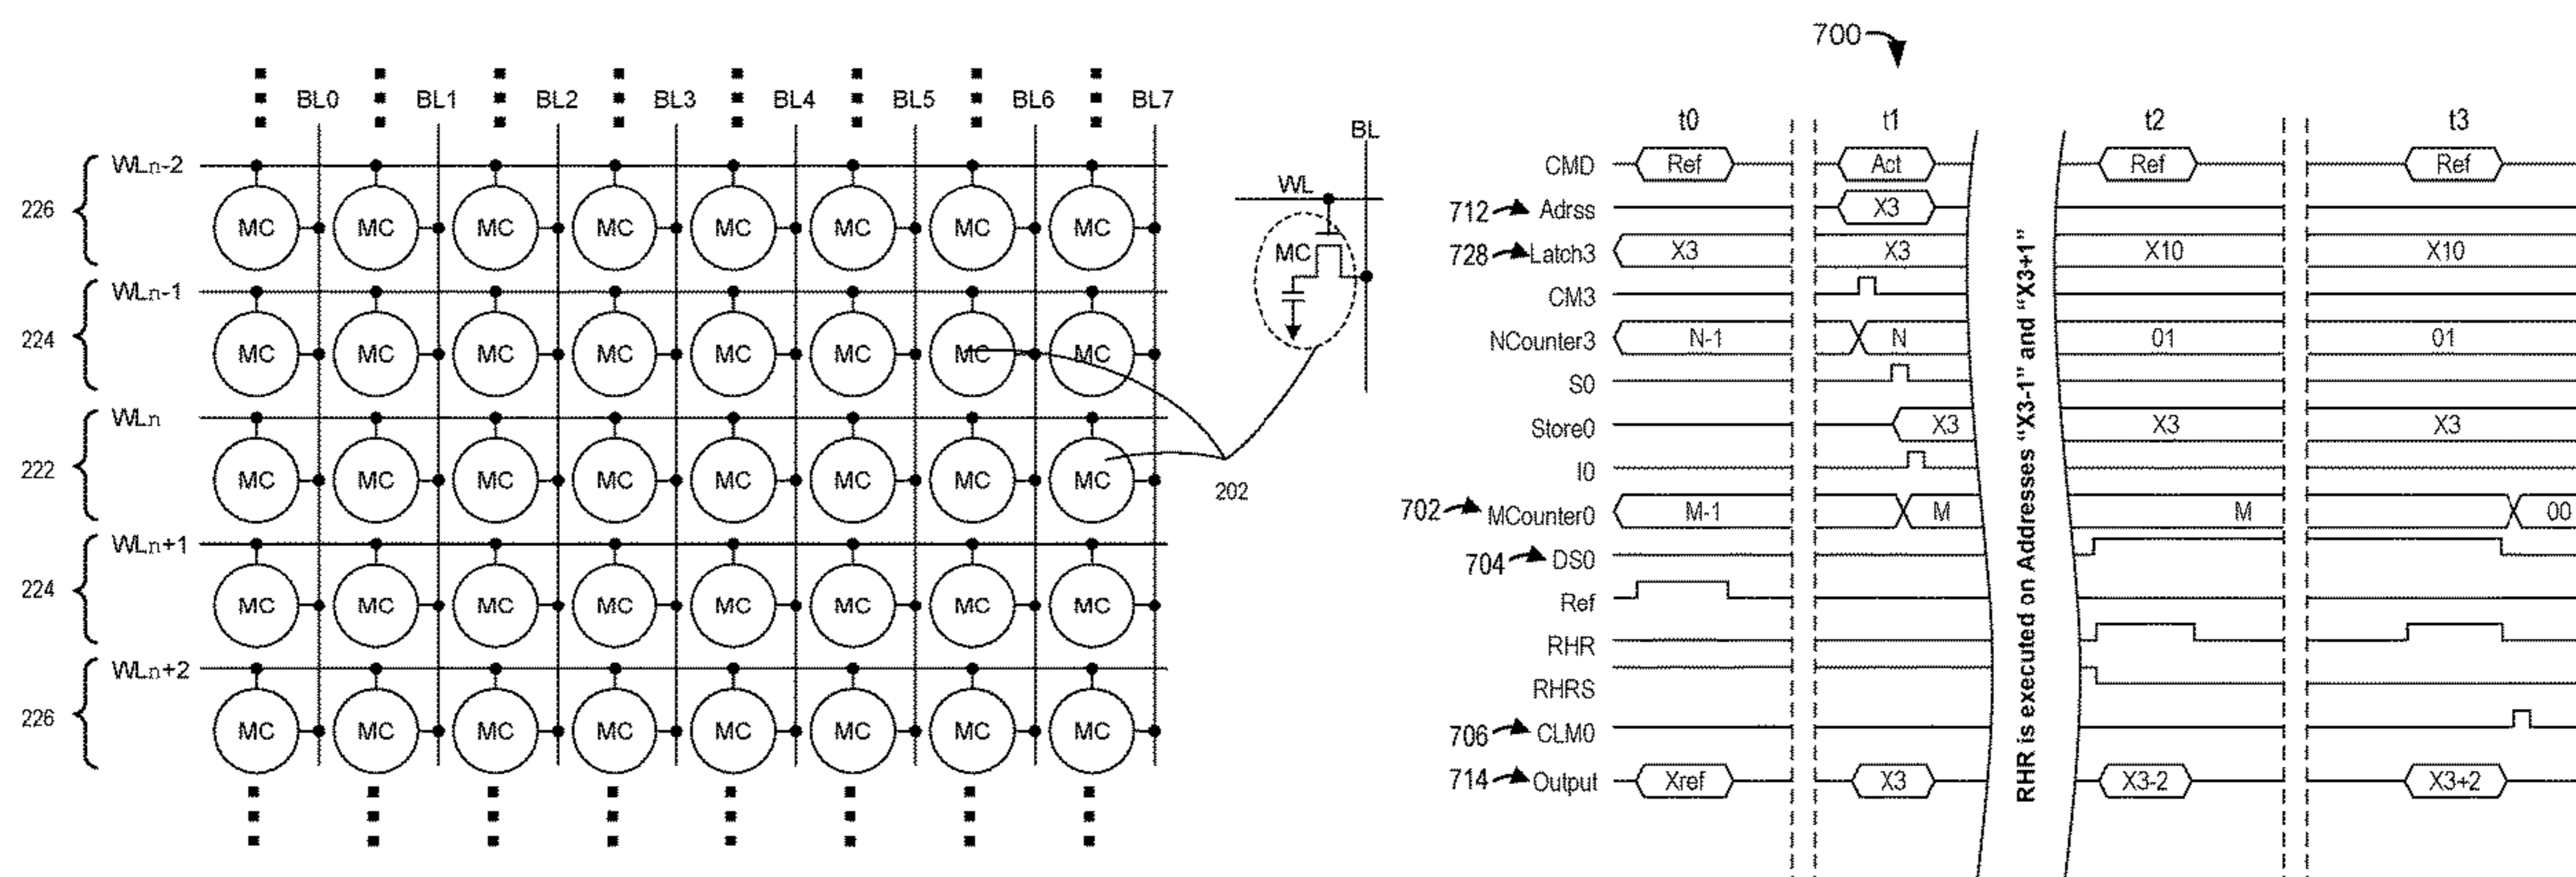 BL0 BL1 BL2 BL3 BL4 BL5 BL6 BL7
226 WLn-2
MC MC MC MC MC MC MC MC
224 WLn-1
MC MC MC MC MC MC MC MC
222 WLn
MC MC MC MC MC MC MC MC
224 WLn+1
MC MC MC MC MC MC MC MC
226 WLn+2
MC MC MC MC MC MC MC MC
BL
WL
MC
202
700
t0 t1 t2 t3
CMD Ref Act Ref Ref
712 Adrss X3
728 Latch3 X3 X3 X10 X10
CM3
NCounter3 N-1 N 01 01
S0
Store0 X3 X3 X3
I0
702 MCounter0 M-1 M M 00
704 DS0
Ref
RHR
RHRS
706 CLM0
714 Output Xref X3 X3-2 X3+2
RHR is executed on Addresses “X3-1” and “X3+1”